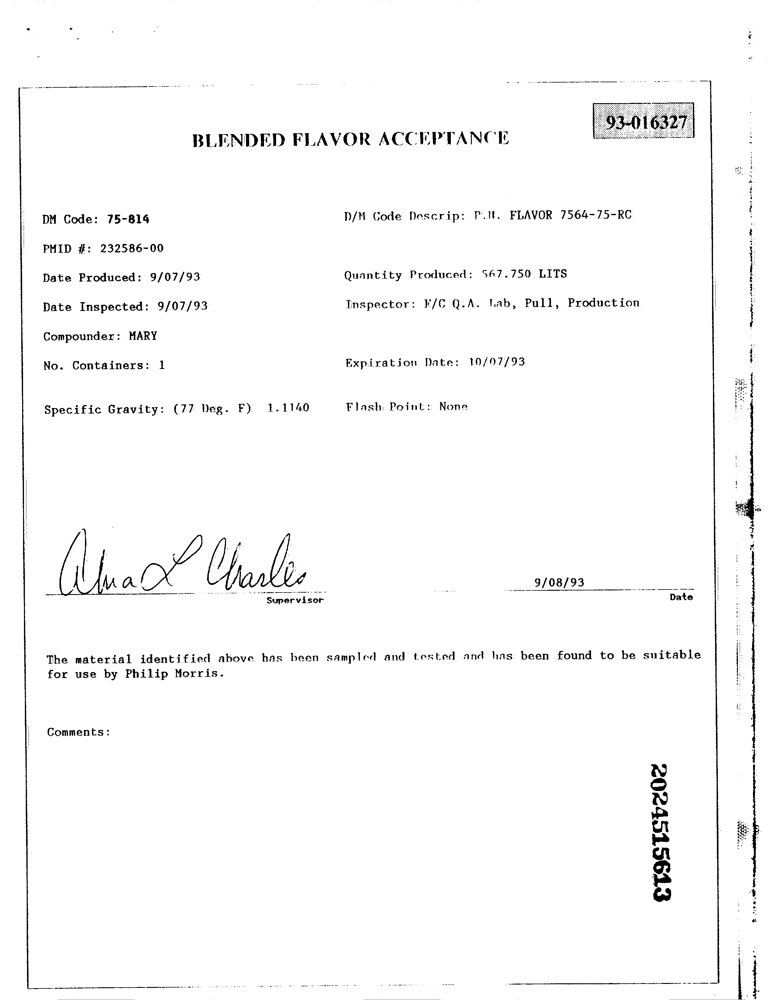 93-016327
BLENDED FLAVOR ACCEPTANCE
DM Code: 75-814 D/M Code Descrip: P.M. FLAVOR 7564-75-RC
PMID #: 232586-00
Date Produced: 9/07/93 Quantity Produced: 567.750 LITS
Date Inspected: 9/07/93 Inspector: F/C Q.A. Lab, Pull, Production
Compounder: MARY
No. Containers: 1 Expiration Date: 10/07/93
Specific Gravity: (77 Deg. F) 1.1140 Flash Point: None
L Charles 9/08/93
Supervisor Date
The material identified above has been sampled and tested and has been found to be suitable
for use by Philip Morris.
Comments:
2024515613